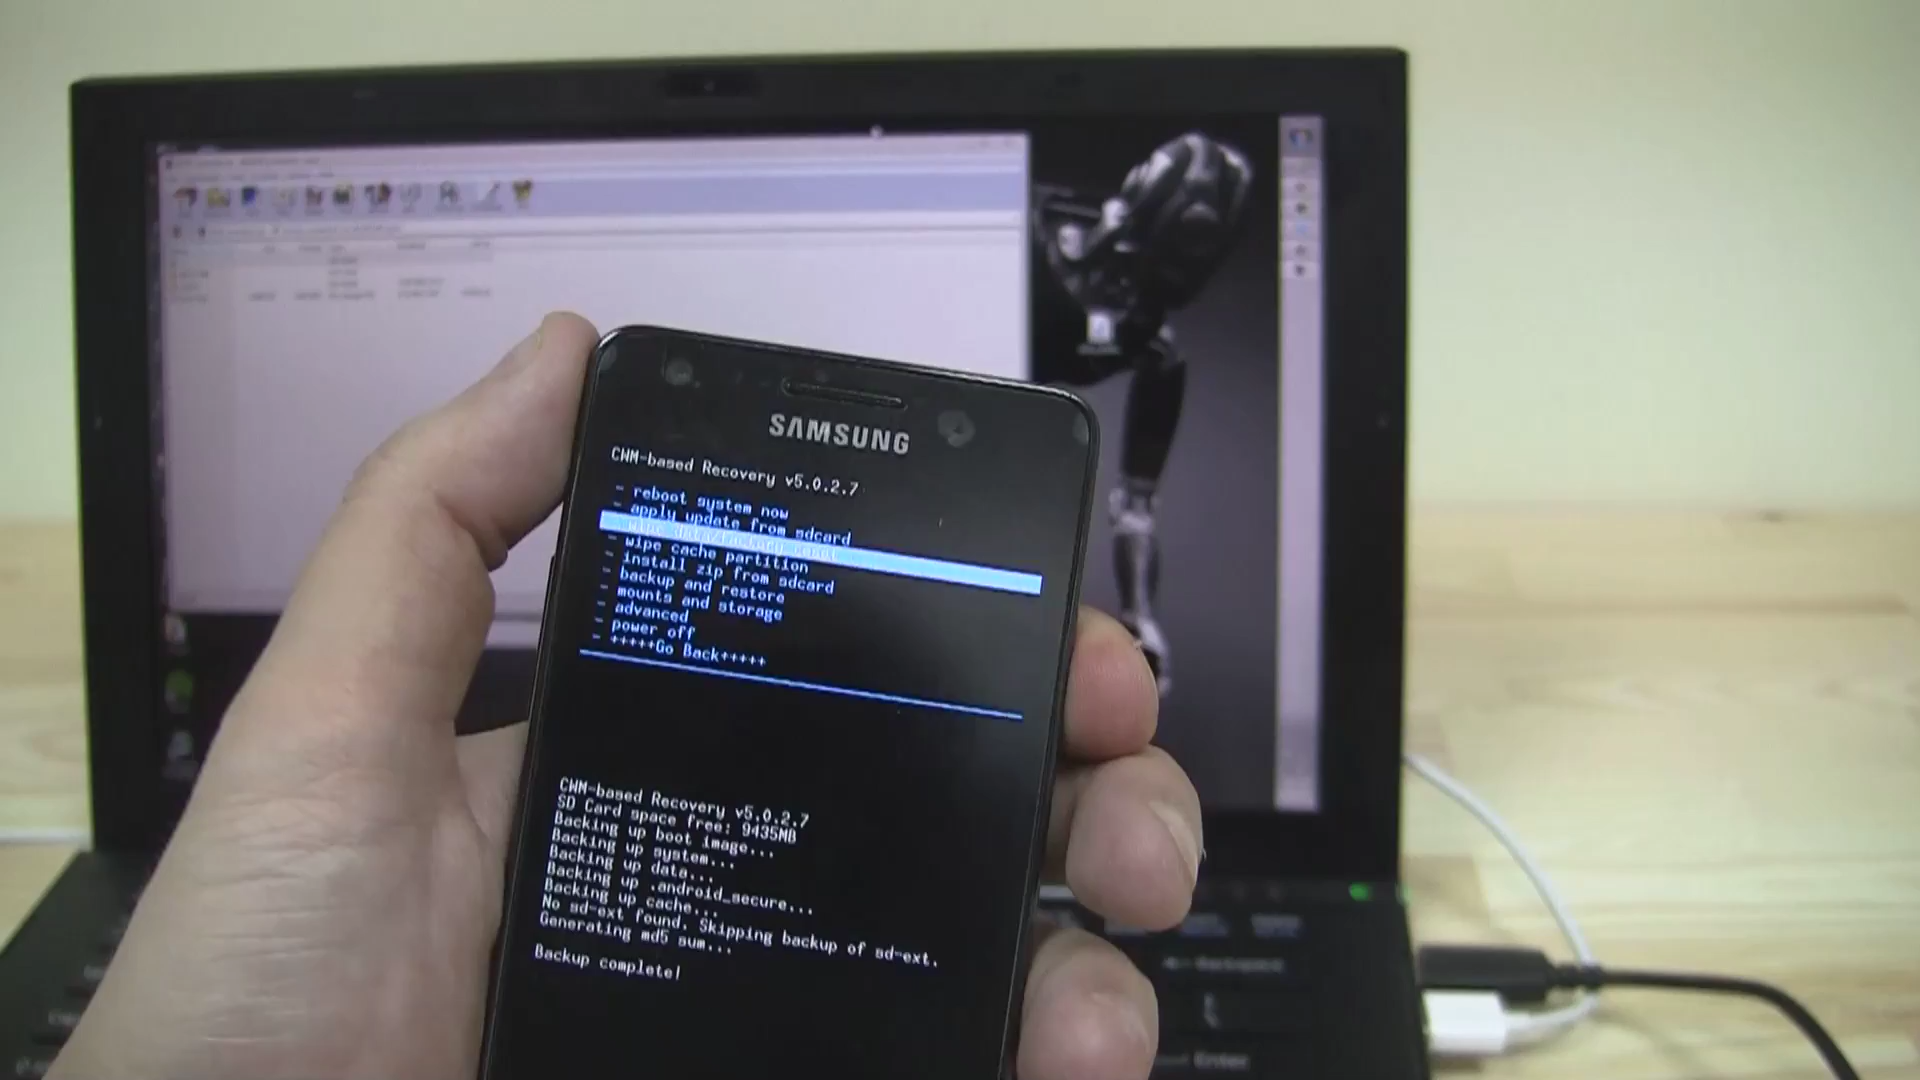 SAMSUNG
CWM-based Recovery v5.0.2.7
- reboot system now
- apply update from sdcard
- wipe data/factory reset
- wipe cache partition
- install zip from sdcard
- backup and restore
- mounts and storage
- advanced
- power off
- +++++Go Back+++++
CWM-based Recovery v5.0.2.7
SD Card space free: 9435MB
Backing up boot image...
Backing up system...
Backing up data...
Backing up .android_secure...
Backing up cache...
No sd-ext found. Skipping backup of sd-ext.
Generating md5 sum...
Backup complete!
Backspace
Enter